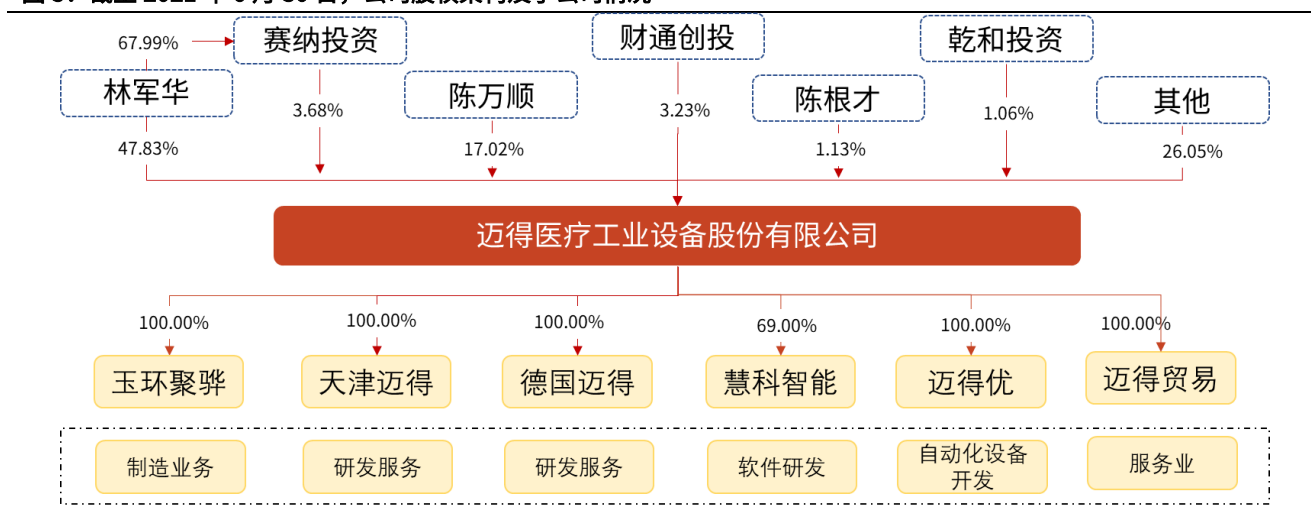 67.99%
赛纳投资
财通创投
乾和投资
林军华
陈万顺
陈根才
其他
3.68%
3.23%
1.06%
47.83%
17.02%
1.13%
26.05%
迈得医疗工业设备股份有限公司
100.00%
100.00%
100.00%
69.00%
100.00%
100.00%
玉环聚骅
天津迈得
德国迈得
慧科智能
迈得优
迈得贸易
制造业务
研发服务
研发服务
软件研发
自动化设备
开发
服务业